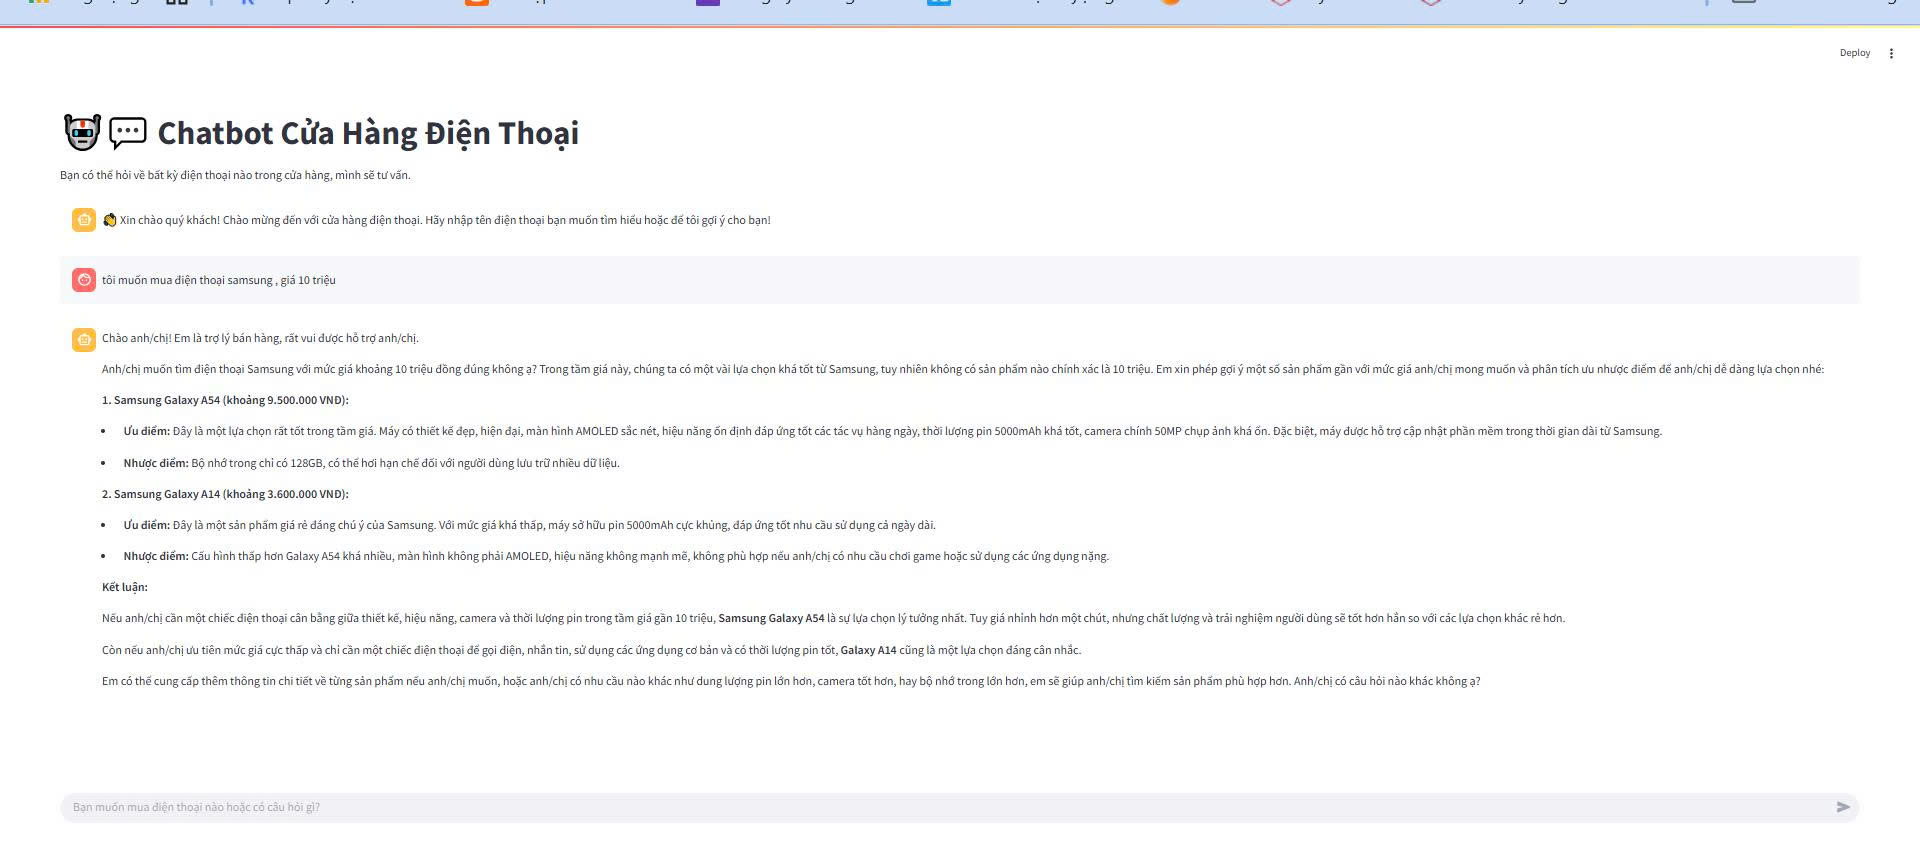 Deploy
Chatbot Cửa Hàng Điện Thoại
Bạn có thể hỏi về bất kỳ điện thoại nào trong cửa hàng, mình sẽ tư vấn.
Xin chào quý khách! Chào mừng đến với cửa hàng điện thoại. Hãy nhập tên điện thoại bạn muốn tìm hiểu hoặc để tôi gợi ý cho bạn!
tôi muốn mua điện thoại samsung , giá 10 triệu
Chào anh/chị! Em là trợ lý bán hàng, rất vui được hỗ trợ anh/chị.
Anh/chị muốn tìm điện thoại Samsung với mức giá khoảng 10 triệu đồng đúng không ạ? Trong tầm giá này, chúng ta có một vài lựa chọn khá tốt từ Samsung, tuy nhiên không có sản phẩm nào chính xác là 10 triệu. Em xin phép gợi ý một số sản phẩm gần với mức giá anh/chị mong muốn và phân tích ưu nhược điểm để anh/chị dễ dàng lựa chọn nhé:
1. Samsung Galaxy A54 (khoảng 9.500.000 VNĐ):
• Ưu điểm: Đây là một lựa chọn rất tốt trong tầm giá. Máy có thiết kế đẹp, hiện đại, màn hình AMOLED sắc nét, hiệu năng ổn định đáp ứng tốt các tác vụ hàng ngày, thời lượng pin 5000mAh khá tốt, camera chính 50MP chụp ảnh khá ổn. Đặc biệt, máy được hỗ trợ cập nhật phần mềm trong thời gian dài từ Samsung.
• Nhược điểm: Bộ nhớ trong chỉ có 128GB, có thể hơi hạn chế đối với người dùng lưu trữ nhiều dữ liệu.
2. Samsung Galaxy A14 (khoảng 3.600.000 VNĐ):
• Ưu điểm: Đây là một sản phẩm giá rẻ đáng chú ý của Samsung. Với mức giá khá thấp, máy sở hữu pin 5000mAh cực khủng, đáp ứng tốt nhu cầu sử dụng cả ngày dài.
• Nhược điểm: Cấu hình thấp hơn Galaxy A54 khá nhiều, màn hình không phải AMOLED, hiệu năng không mạnh mẽ, không phù hợp nếu anh/chị có nhu cầu chơi game hoặc sử dụng các ứng dụng nặng.
Kết luận:
Nếu anh/chị cần một chiếc điện thoại cân bằng giữa thiết kế, hiệu năng, camera và thời lượng pin trong tầm giá gần 10 triệu, Samsung Galaxy A54 là sự lựa chọn lý tưởng nhất. Tuy giá nhỉnh hơn một chút, nhưng chất lượng và trải nghiệm người dùng sẽ tốt hơn hẳn so với các lựa chọn khác rẻ hơn.
Còn nếu anh/chị ưu tiên mức giá cực thấp và chỉ cần một chiếc điện thoại để gọi điện, nhắn tin, sử dụng các ứng dụng cơ bản và có thời lượng pin tốt, Galaxy A14 cũng là một lựa chọn đáng cân nhắc.
Em có thể cung cấp thêm thông tin chi tiết về từng sản phẩm nếu anh/chị muốn, hoặc anh/chị có nhu cầu nào khác như dung lượng pin lớn hơn, camera tốt hơn, hay bộ nhớ trong lớn hơn, em sẽ giúp anh/chị tìm kiếm sản phẩm phù hợp hơn. Anh/chị có câu hỏi nào khác không ạ?
Bạn muốn mua điện thoại nào hoặc có câu hỏi gì?